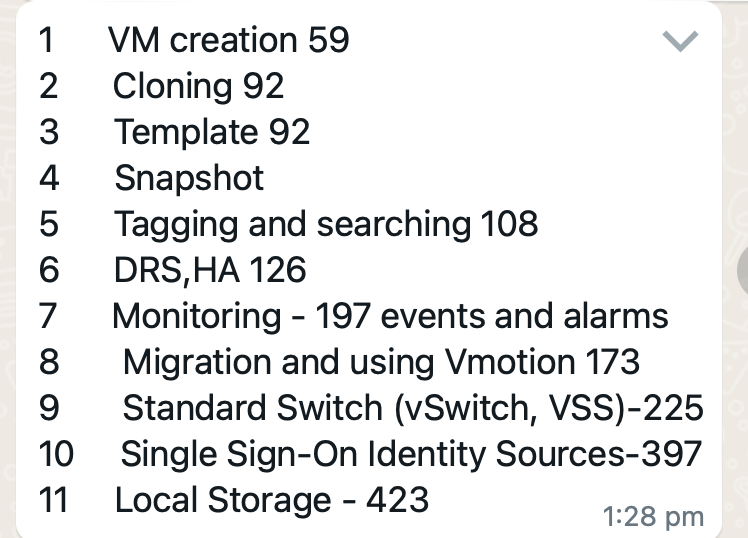 1 VM creation 59
2 Cloning 92
3 Template 92
4 Snapshot
5 Tagging and searching 108
6 DRS,HA 126
7 Monitoring - 197 events and alarms
8 Migration and using Vmotion 173
9 Standard Switch (vSwitch, VSS)-225
10 Single Sign-On Identity Sources-397
11 Local Storage - 423
1:28 pm